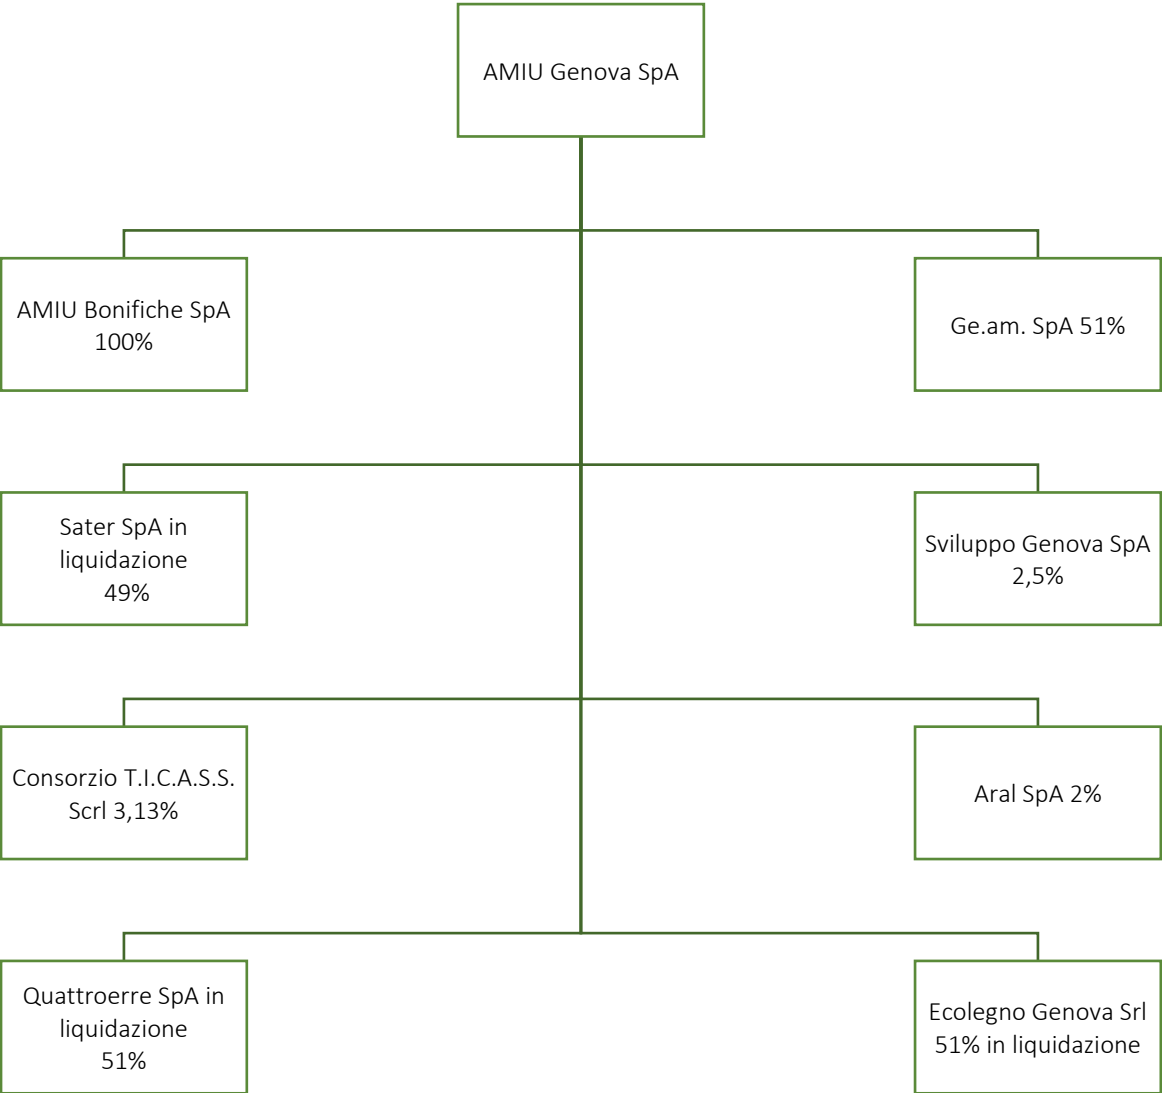 AMIU Genova SpA
AMIU Bonifiche SpA
100%
Ge.am. SpA 51%
Sater SpA in
liquidazione
49%
Sviluppo Genova SpA
2,5%
Consorzio T.I.C.A.S.S.
Scrl 3,13%
Aral SpA 2%
Quattroerre SpA in
liquidazione
51%
Ecolegno Genova Srl
51% in liquidazione